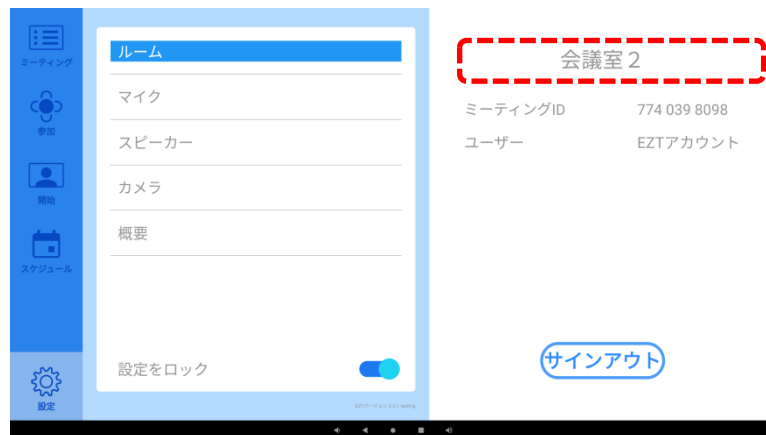 ミーティング
参加
開始
スケジュール
設定
ルーム
マイク
スピーカー
カメラ
概要
設定をロック
会議室２
ミーティングID 774 039 8098
ユーザー EZTアカウント
サインアウト